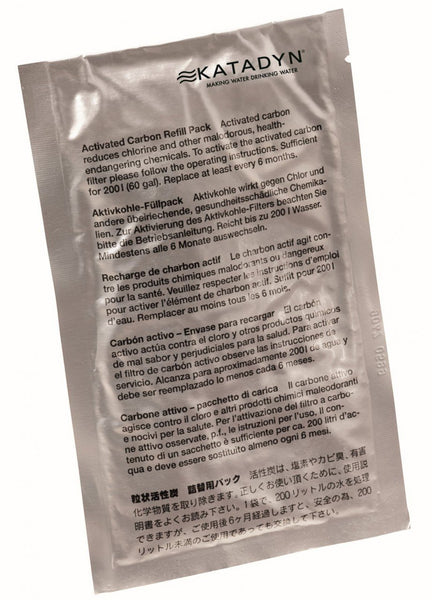 KATADYN®
MAKING WATER DRINKING WATER
Activated Carbon Refill Pack Activated carbon
reduces chlorine and other malodorous, health-
endangering chemicals. To activate the activated carbon
filter please follow the operating instructions. Sufficient
for 200 l (60 gal). Replace at least every 6 months.
Aktivkohle-Füllpack Aktivkohle wirkt gegen Chlor und
andere übelriechende, gesundheitsschädliche Chemika-
lien. Zur Aktivierung des Aktivkohle-Filters beachten Sie
bitte die Betriebsanleitung. Reicht bis zu 200 l Wasser.
Mindestens alle 6 Monate auswechseln.
Recharge de charbon actif Le charbon actif agit con-
tre les produits chimiques malodorants ou dangereux
pour la santé. Veuillez respecter les instructions d'emploi
pour activer l'élément de charbon actif. Suffit pour 200 l
d'eau. Remplacer au moins tous les 6 mois.
Carbón activo – Envase para recargar El carbón
activo actúa contra el cloro y otros productos químicos
de mal sabor y perjudiciales para la salud. Para activar
el filtro de carbón activo observe las instrucciones de
servicio. Alcanza para aproximadamente 200 l de agua y
debe ser reemplazado lo menos cada 6 meses.
Carbone attivo – pacchetto di carica Il carbone attivo
agisce contro il cloro e altri prodotti chimici maleodoranti
e nocivi per la salute. Per l'attivazione del filtro a carbo-
ne attivo osservate, p.f., le istruzioni per l'uso. Il con-
tenuto di un sacchetto è sufficiente per ca. 200 litri d'ac-
qua e deve essere sostituito almeno ogni 6 mesi.
粒状活性炭 詰替用パック 活性炭は、塩素やカビ臭、有害
化学物質を取り除きます。正しくお使い頂くために、使用説
明書をよくお読み下さい。1袋で、200リットルの水を処理
できますが、ご使用後6ヶ月経過しますと、安全の為、200
リットル未満のご使用であっても交換して下さい。